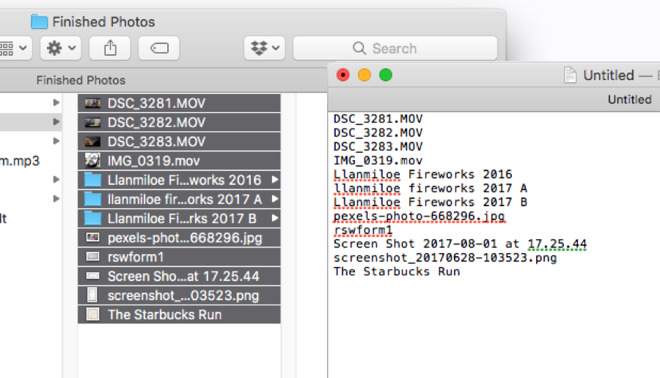 Finished Photos
Search
Finished Photos
DSC_3281.MOV
DSC_3282.MOV
DSC_3283.MOV
m.mp3
IMG_0319.mov
Llanmiloe Fi...works 2016
llanmiloe fir...orks 2017 A
Llanmiloe Fi...rks 2017 B
lt
pexels-phot...668296.jpg
rswform1
Screen Sho...at 17.25.44
screenshot_...03523.png
The Starbucks Run
Untitled —
Untitled
DSC_3281.MOV
DSC_3282.MOV
DSC_3283.MOV
IMG_0319.mov
Llanmiloe Fireworks 2016
llanmiloe fireworks 2017 A
Llanmiloe Fireworks 2017 B
pexels-photo-668296.jpg
rswform1
Screen Shot 2017-08-01 at 17.25.44
screenshot_20170628-103523.png
The Starbucks Run